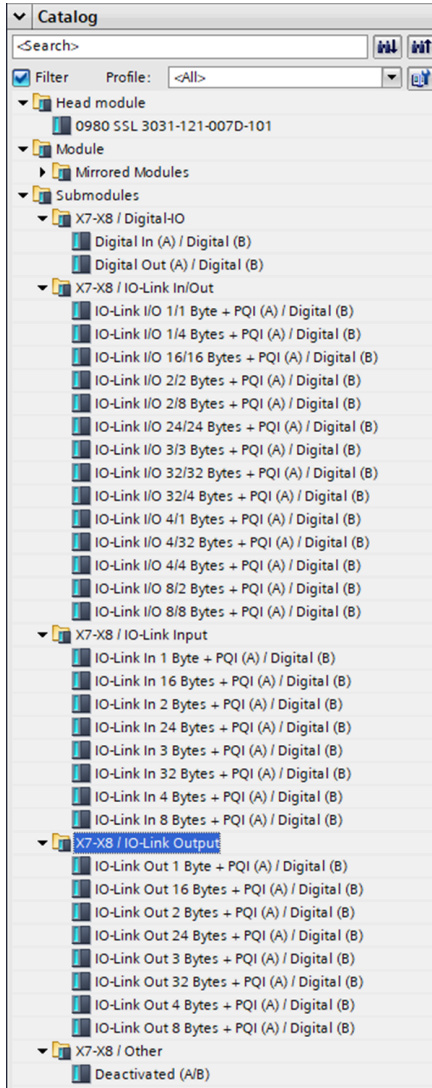 Catalog
<Search>
Filter Profile: <All>
Head module
0980 SSL 3031-121-007D-101
Module
Mirrored Modules
Submodules
X7-X8 / Digital-IO
Digital In (A) / Digital (B)
Digital Out (A) / Digital (B)
X7-X8 / IO-Link In/Out
IO-Link I/O 1/1 Byte + PQI (A) / Digital (B)
IO-Link I/O 1/4 Bytes + PQI (A) / Digital (B)
IO-Link I/O 16/16 Bytes + PQI (A) / Digital (B)
IO-Link I/O 2/2 Bytes + PQI (A) / Digital (B)
IO-Link I/O 2/8 Bytes + PQI (A) / Digital (B)
IO-Link I/O 24/24 Bytes + PQI (A) / Digital (B)
IO-Link I/O 3/3 Bytes + PQI (A) / Digital (B)
IO-Link I/O 32/32 Bytes + PQI (A) / Digital (B)
IO-Link I/O 32/4 Bytes + PQI (A) / Digital (B)
IO-Link I/O 4/1 Bytes + PQI (A) / Digital (B)
IO-Link I/O 4/32 Bytes + PQI (A) / Digital (B)
IO-Link I/O 4/4 Bytes + PQI (A) / Digital (B)
IO-Link I/O 8/2 Bytes + PQI (A) / Digital (B)
IO-Link I/O 8/8 Bytes + PQI (A) / Digital (B)
X7-X8 / IO-Link Input
IO-Link In 1 Byte + PQI (A) / Digital (B)
IO-Link In 16 Bytes + PQI (A) / Digital (B)
IO-Link In 2 Bytes + PQI (A) / Digital (B)
IO-Link In 24 Bytes + PQI (A) / Digital (B)
IO-Link In 3 Bytes + PQI (A) / Digital (B)
IO-Link In 32 Bytes + PQI (A) / Digital (B)
IO-Link In 4 Bytes + PQI (A) / Digital (B)
IO-Link In 8 Bytes + PQI (A) / Digital (B)
X7-X8 / IO-Link Output
IO-Link Out 1 Byte + PQI (A) / Digital (B)
IO-Link Out 16 Bytes + PQI (A) / Digital (B)
IO-Link Out 2 Bytes + PQI (A) / Digital (B)
IO-Link Out 24 Bytes + PQI (A) / Digital (B)
IO-Link Out 3 Bytes + PQI (A) / Digital (B)
IO-Link Out 32 Bytes + PQI (A) / Digital (B)
IO-Link Out 4 Bytes + PQI (A) / Digital (B)
IO-Link Out 8 Bytes + PQI (A) / Digital (B)
X7-X8 / Other
Deactivated (A/B)